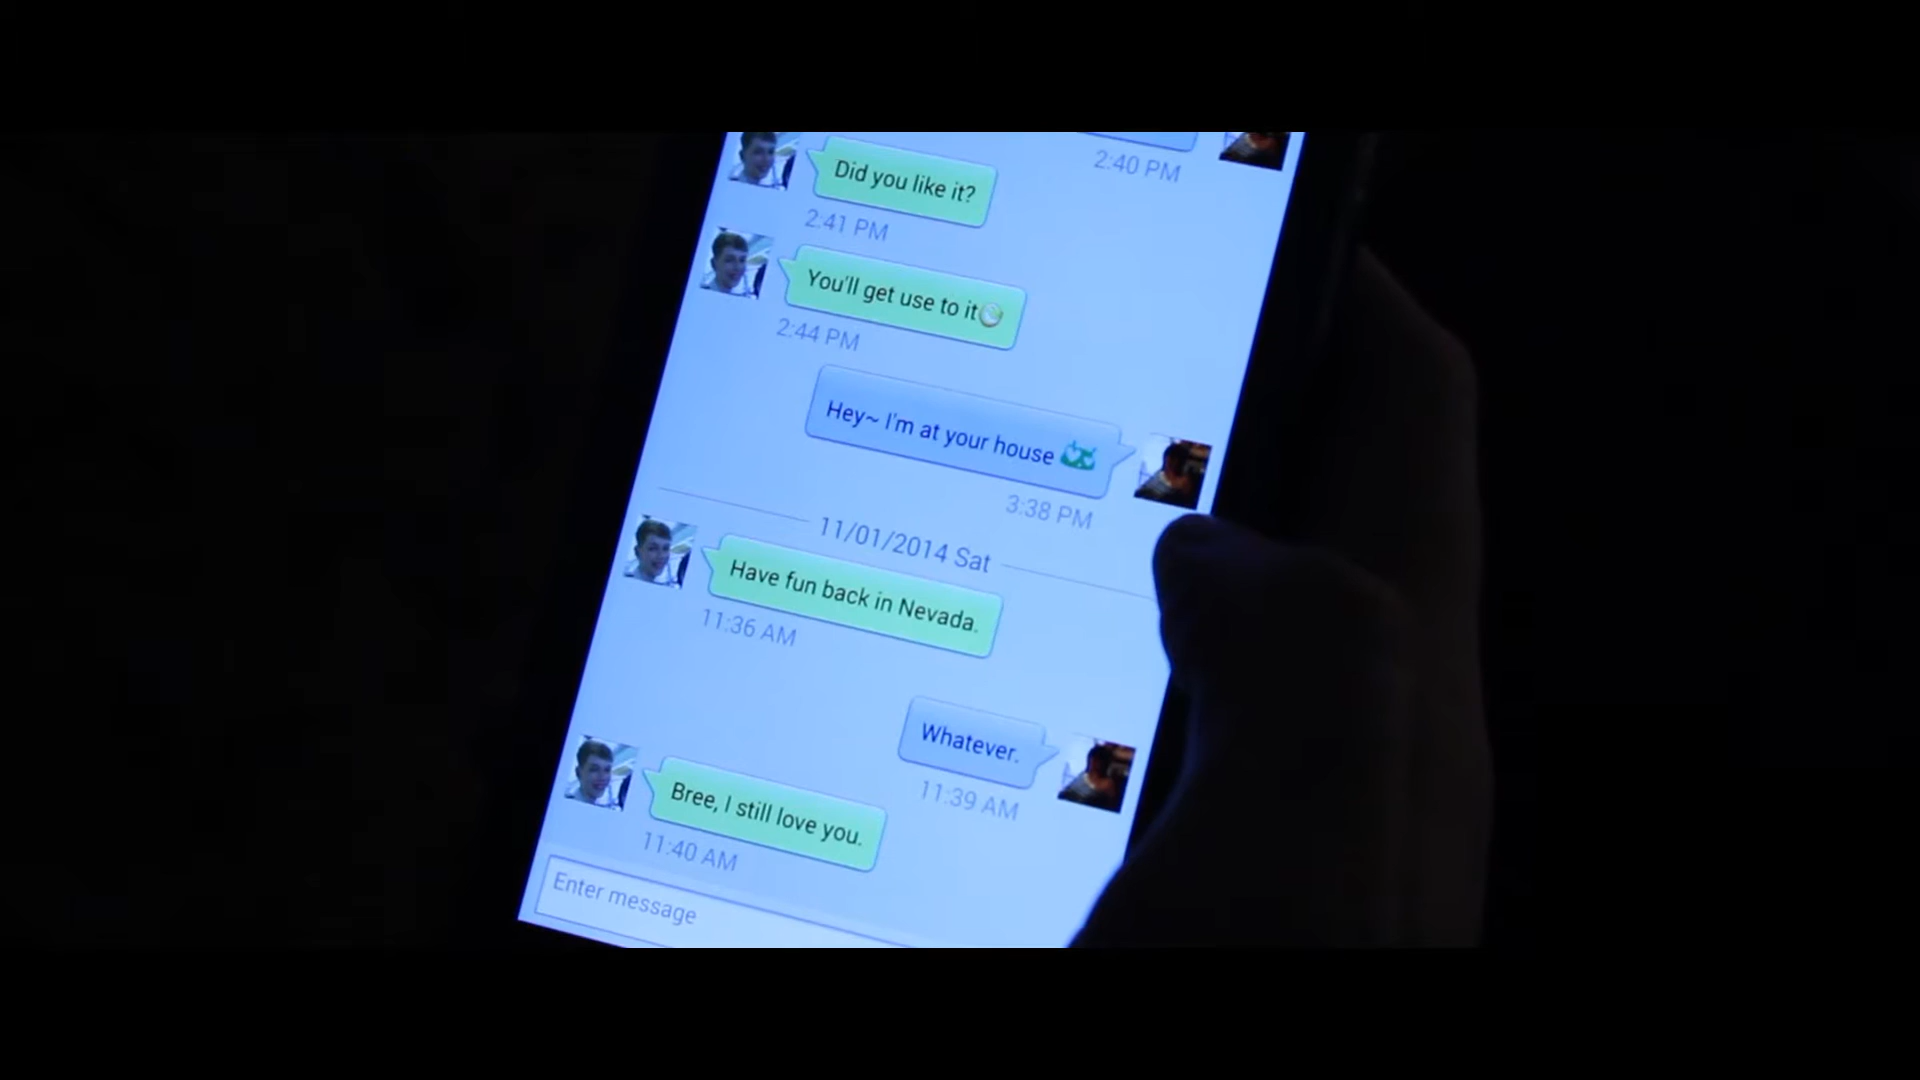 2:40 PM
Did you like it?
2:41 PM
You'll get use to it
2:44 PM
Hey~ I'm at your house
3:38 PM
11/01/2014 Sat
Have fun back in Nevada.
11:36 AM
Whatever.
11:39 AM
Bree, I still love you.
11:40 AM
Enter message